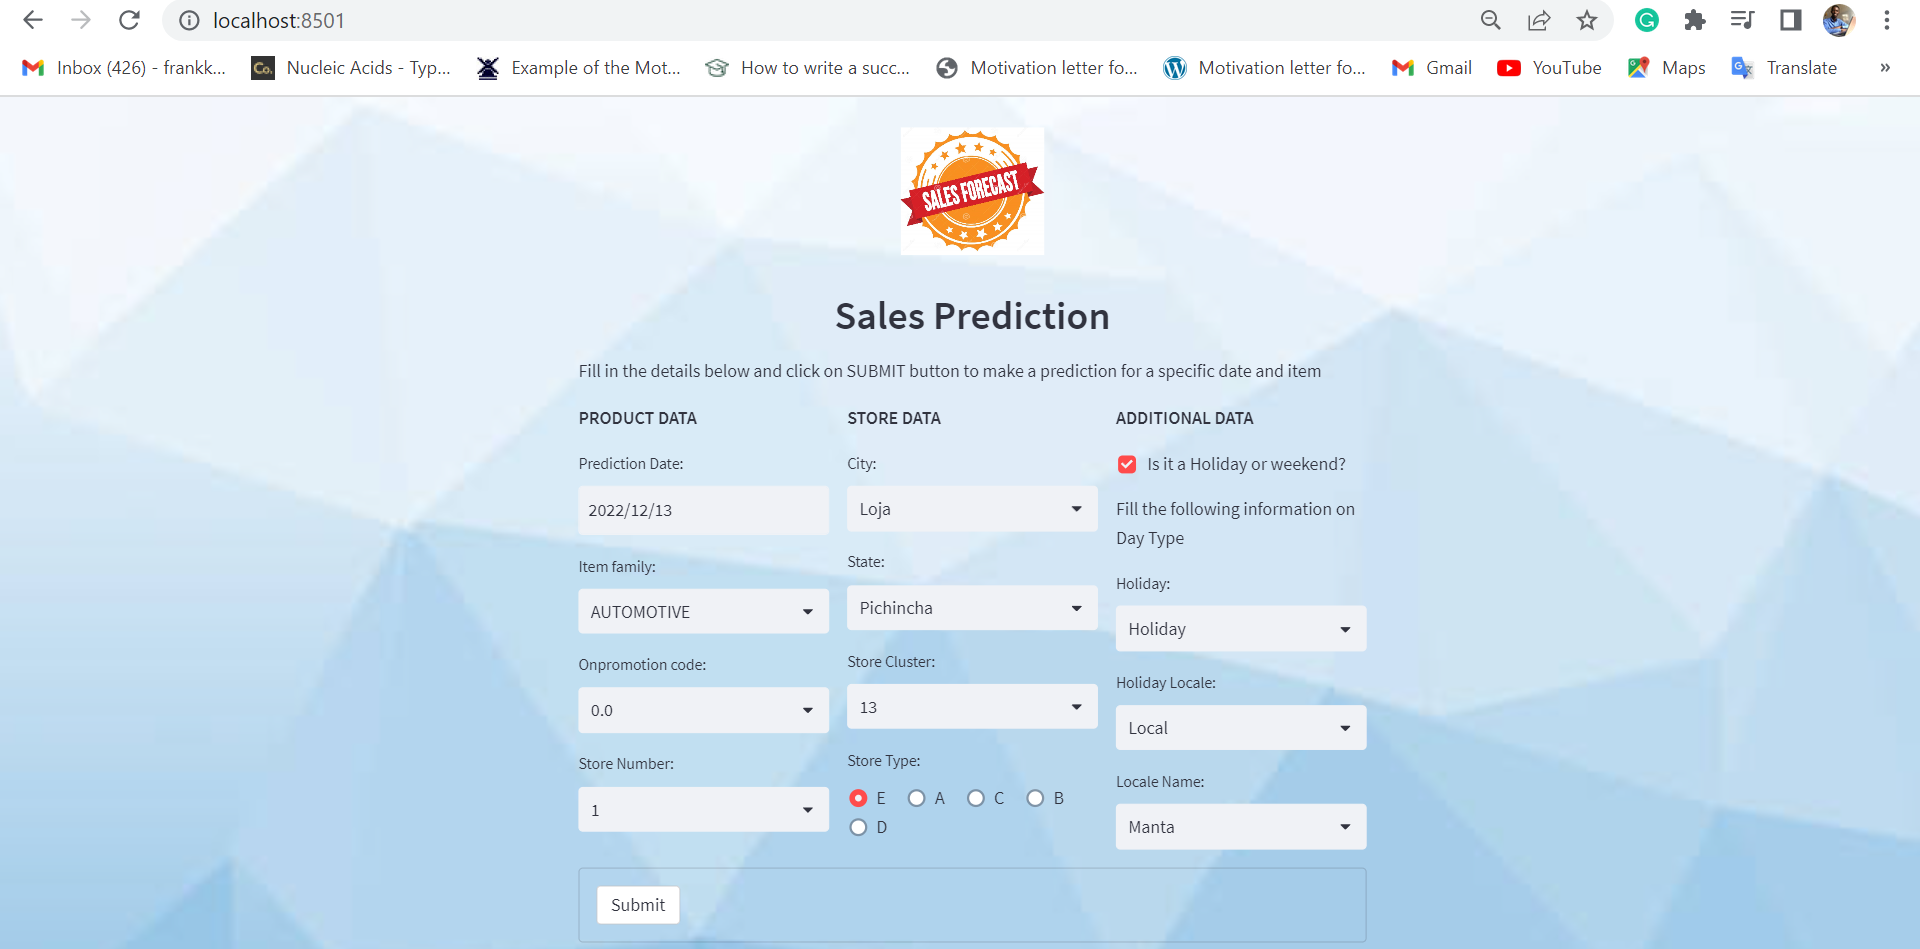 localhost:8501
Inbox (426) - frankk... Nucleic Acids - Typ... Example of the Mot... How to write a succ... Motivation letter fo... Motivation letter fo... Gmail YouTube Maps Translate »
SALES FORECAST
Sales Prediction
Fill in the details below and click on SUBMIT button to make a prediction for a specific date and item
PRODUCT DATA
Prediction Date:
2022/12/13
Item family:
AUTOMOTIVE
Onpromotion code:
0.0
Store Number:
1
STORE DATA
City:
Loja
State:
Pichincha
Store Cluster:
13
Store Type:
E A C B
D
ADDITIONAL DATA
Is it a Holiday or weekend?
Fill the following information on
Day Type
Holiday:
Holiday
Holiday Locale:
Local
Locale Name:
Manta
Submit